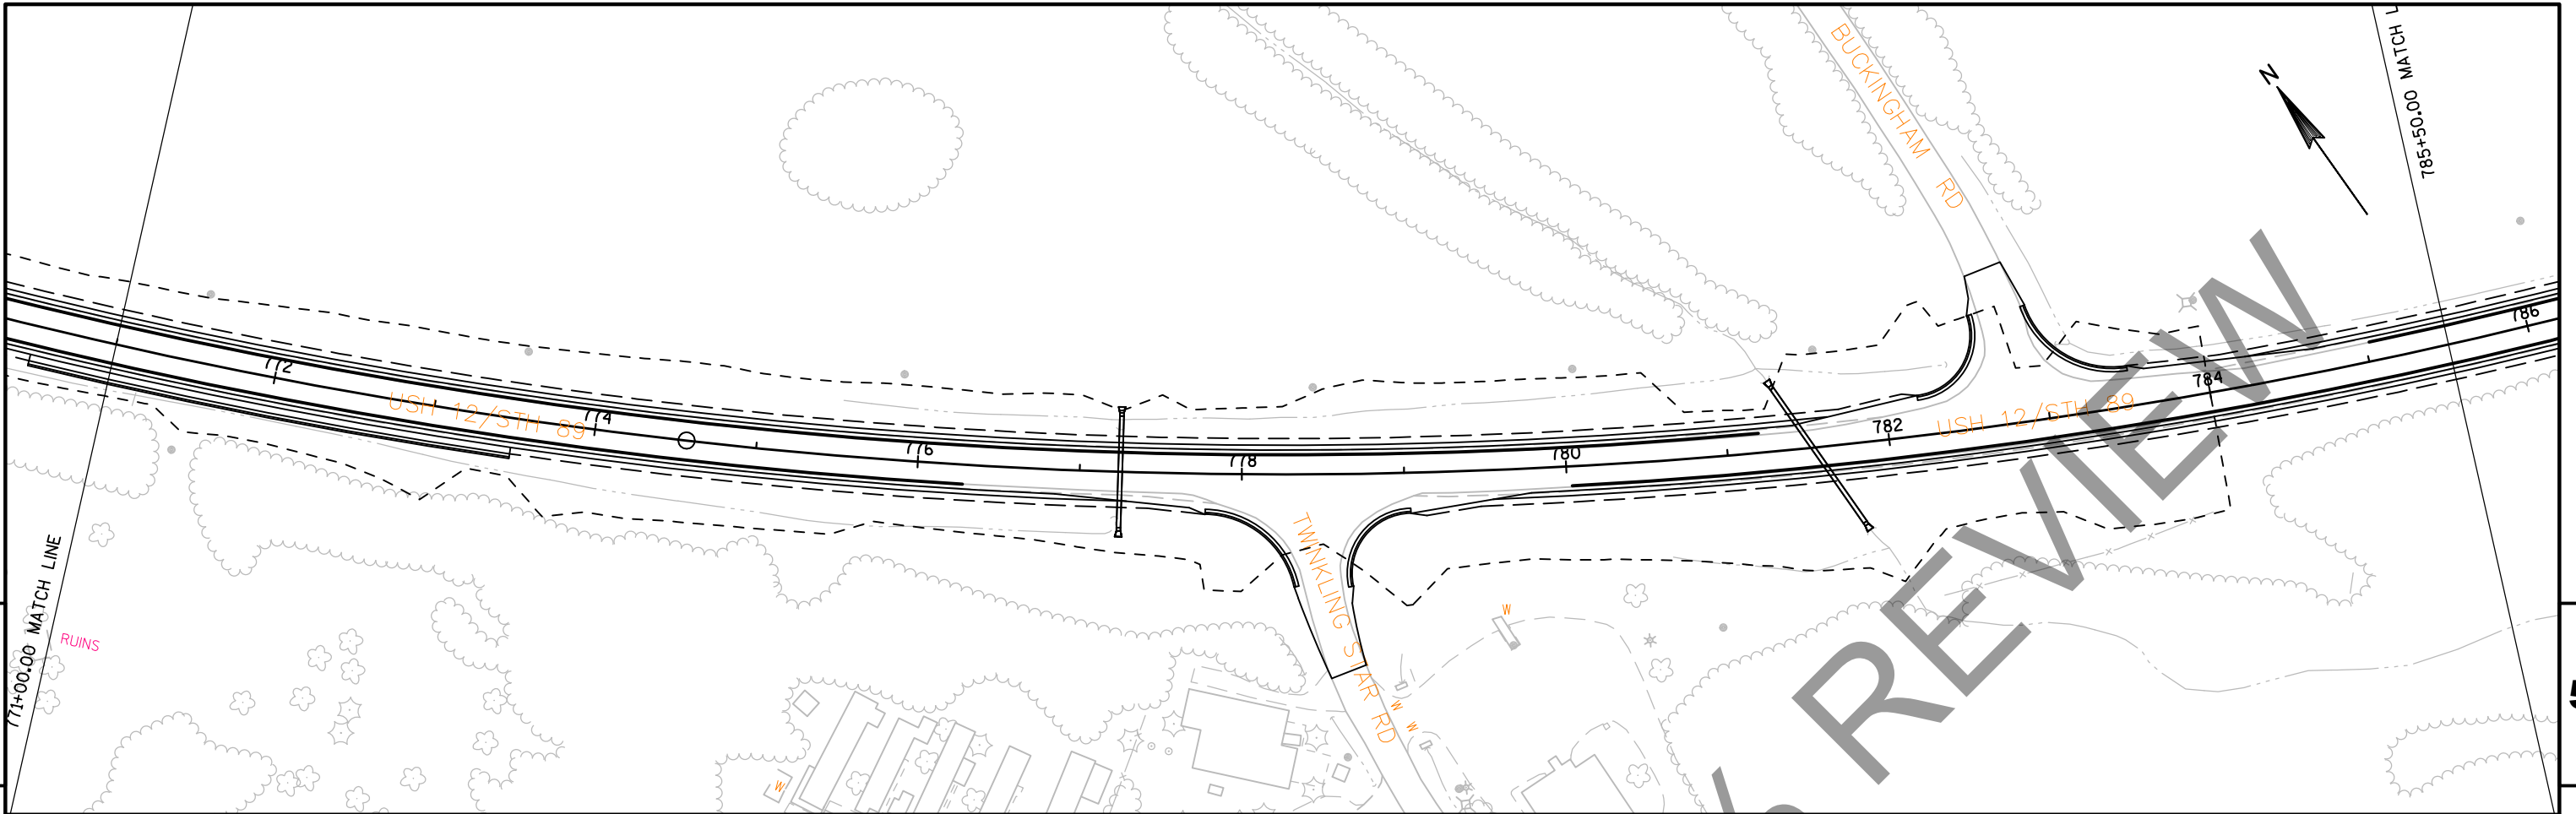 BUCKINGHAM RD
N
785+50.00 MATCH L
786
772
USH 12/STH 89
774
776
778
780
782
USH 12/STH 89
784
TWINKLING STAR RD
771+00.00 MATCH LINE
RUINS
W
W
W
W
REVIEW